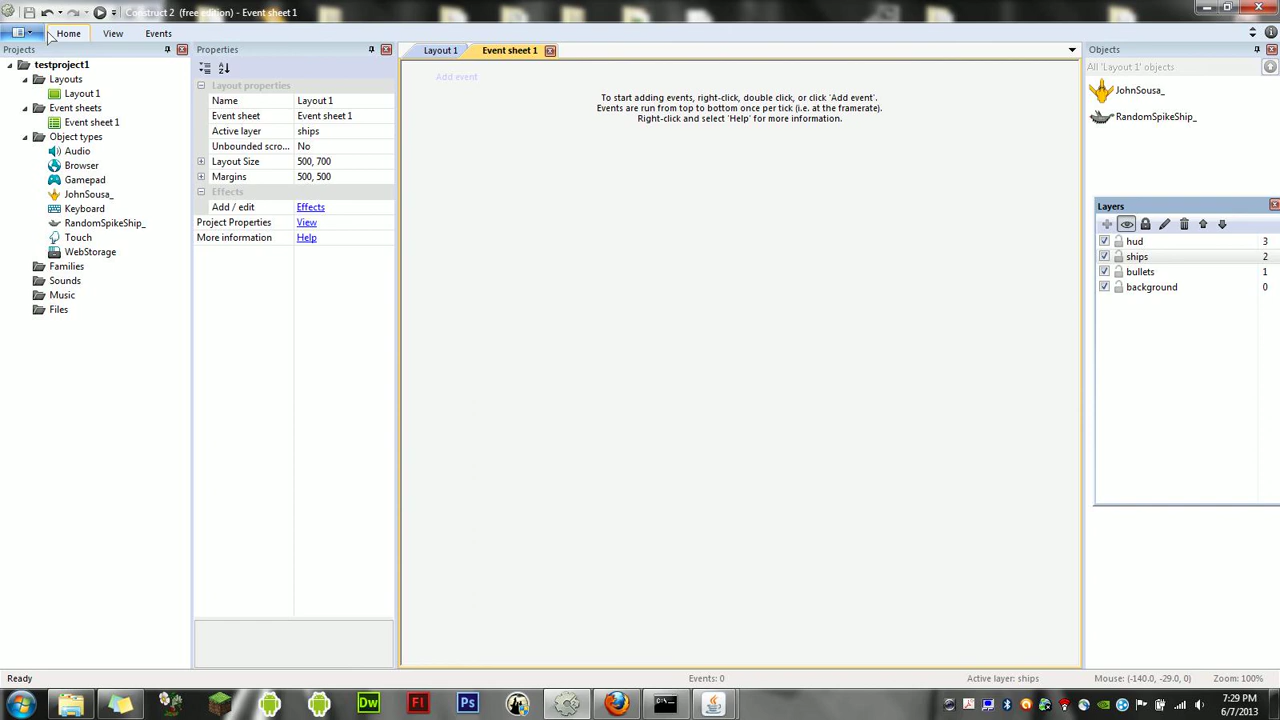 Construct 2 (free edition) - Event sheet 1
Home View Events
Projects
testproject1
Layouts
Layout 1
Event sheets
Event sheet 1
Object types
Audio
Browser
Gamepad
JohnSousa_
Keyboard
RandomSpikeShip_
Touch
WebStorage
Families
Sounds
Music
Files
Properties
Layout properties
Name Layout 1
Event sheet Event sheet 1
Active layer ships
Unbounded scro... No
Layout Size 500, 700
Margins 500, 500
Effects
Add / edit Effects
Project Properties View
More information Help
Layout 1 Event sheet 1
Add event
To start adding events, right-click, double click, or click 'Add event'.
Events are run from top to bottom once per tick (i.e. at the framerate).
Right-click and select 'Help' for more information.
Objects
All 'Layout 1' objects
JohnSousa_
RandomSpikeShip_
Layers
hud 3
ships 2
bullets 1
background 0
Ready Events: 0 Active layer: ships Mouse: (-140.0, -29.0, 0) Zoom: 100%
Dw Fl Ps
7:29 PM
6/7/2013